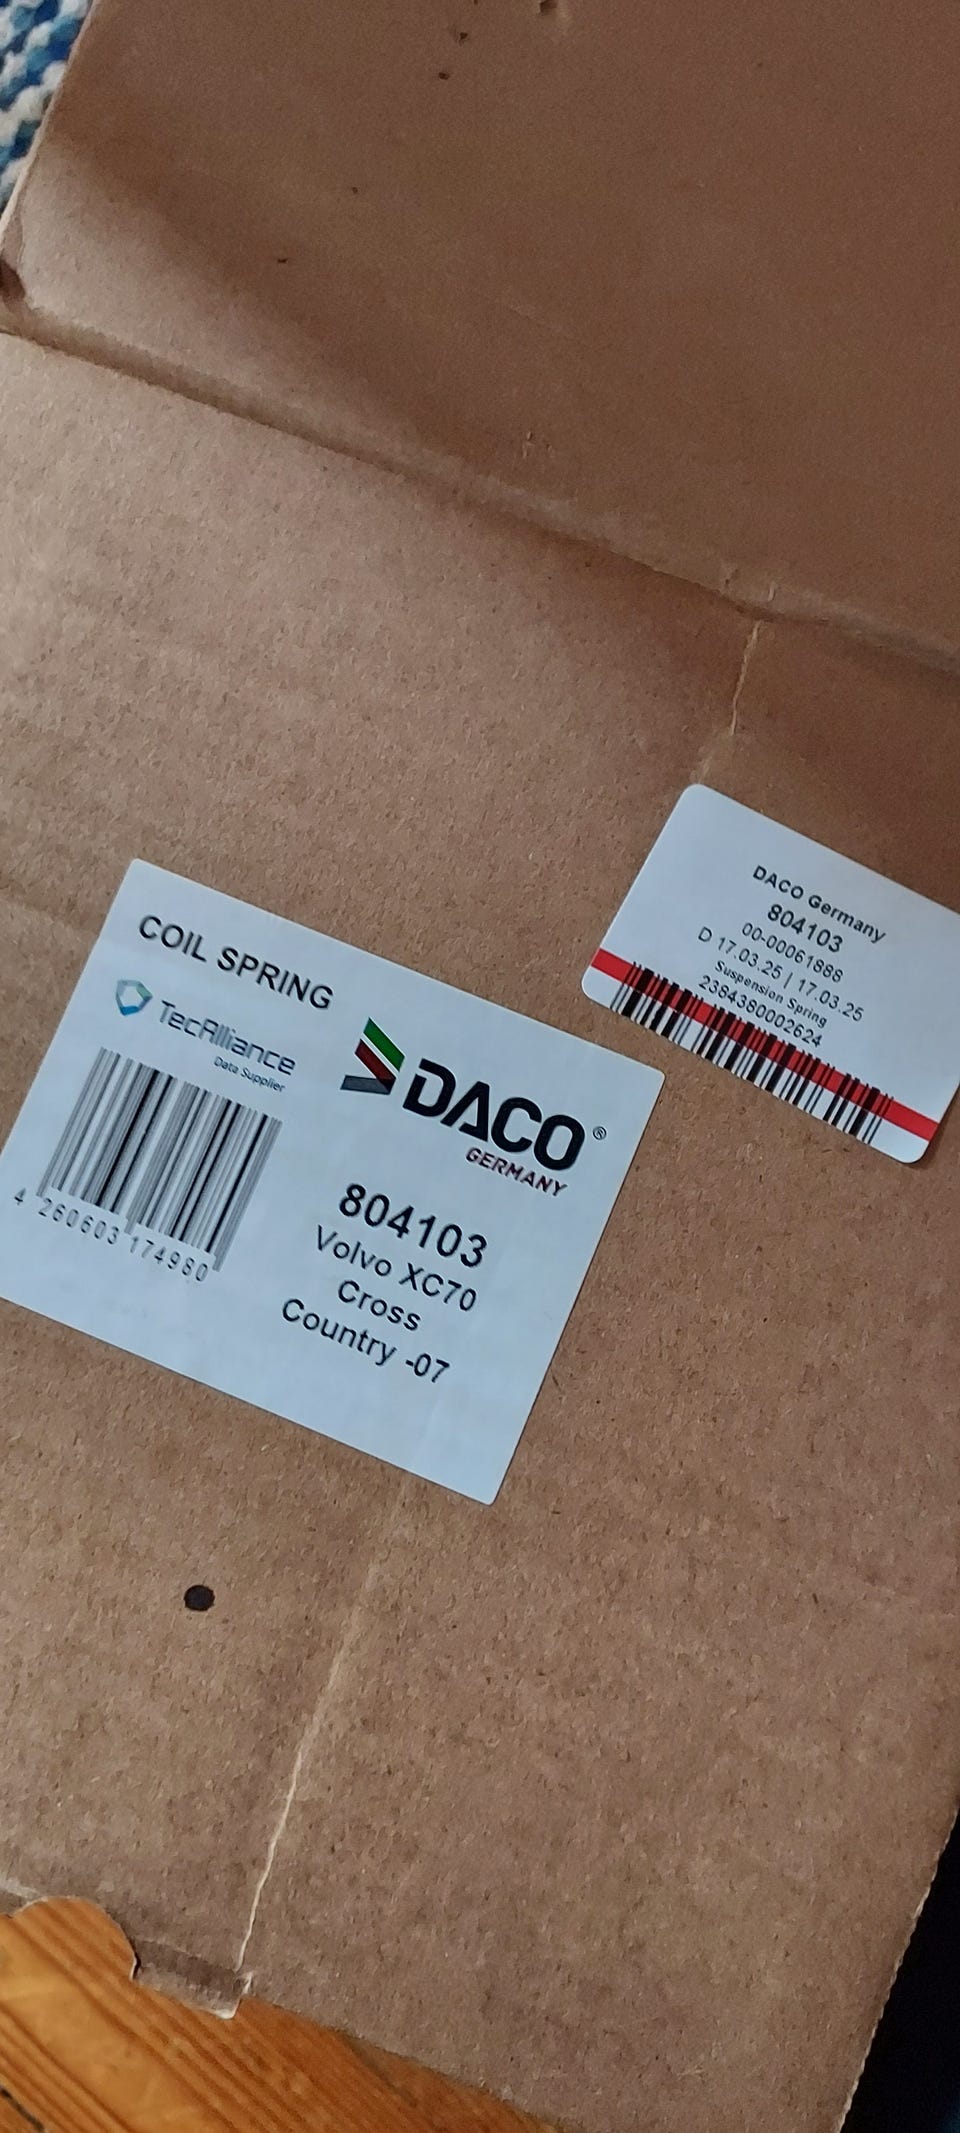 COIL SPRING
TecAlliance
Data Supplier
4 260603 174980
DACO®
GERMANY
804103
Volvo XC70
Cross
Country -07
DACO Germany
804103
00-00061888
D 17.03.25 | 17.03.25
Suspension Spring
2384380002624